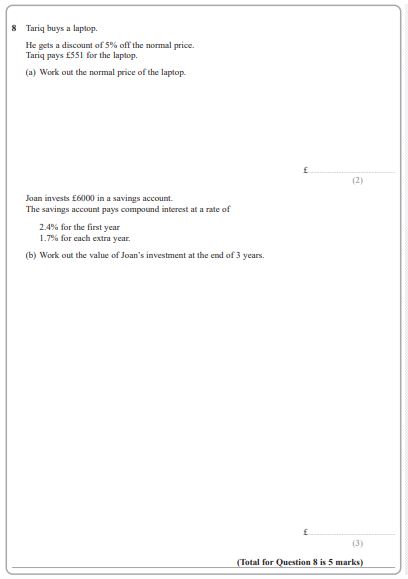 8 Tariq buys a laptop.
He gets a discount of 5% off the normal price.
Tariq pays £551 for the laptop.
(a) Work out the normal price of the laptop.
£
(2)
Joan invests £6000 in a savings account.
The savings account pays compound interest at a rate of
2.4% for the first year
1.7% for each extra year.
(b) Work out the value of Joan's investment at the end of 3 years.
£
(3)
(Total for Question 8 is 5 marks)